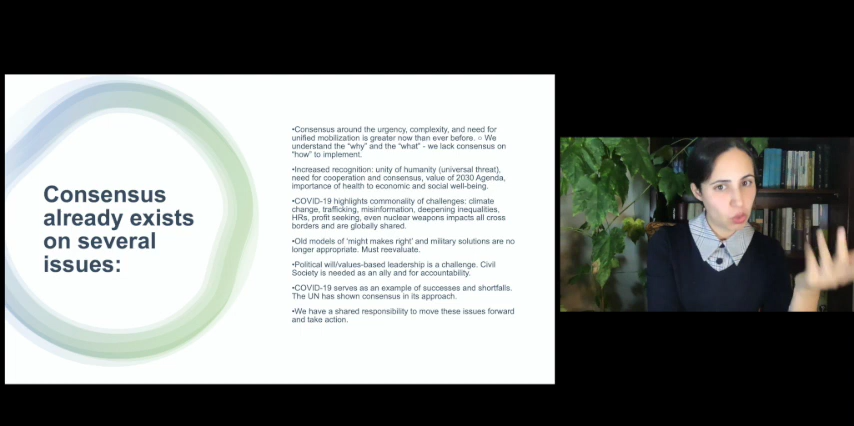 Consensus
already exists
on several
issues:
•Consensus around the urgency, complexity, and need for
unified mobilization is greater now than ever before. ○ We
understand the "why" and the "what" - we lack consensus on
"how" to implement.
•Increased recognition: unity of humanity (universal threat),
need for cooperation and consensus, value of 2030 Agenda,
importance of health to economic and social well-being.
•COVID-19 highlights commonality of challenges: climate
change, trafficking, misinformation, deepening inequalities,
HRs, profit seeking, even nuclear weapons impacts all cross
borders and are globally shared.
•Old models of 'might makes right' and military solutions are no
longer appropriate. Must reevaluate.
•Political will/values-based leadership is a challenge. Civil
Society is needed as an ally and for accountability.
•COVID-19 serves as an example of successes and shortfalls.
The UN has shown consensus in its approach.
•We have a shared responsibility to move these issues forward
and take action.